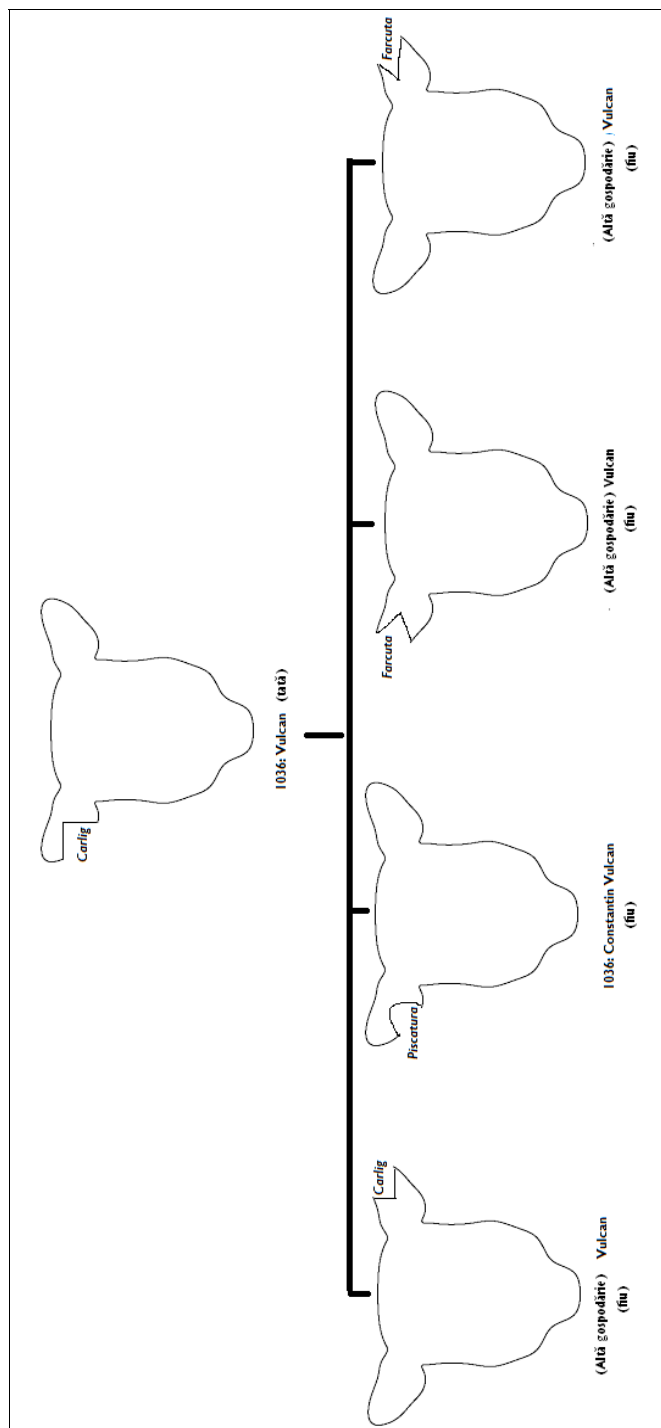 Carlig
1036: Vulcan (tată)
Carlig
(Altă gospodărie) Vulcan
(fiu)
Piscatura
1036: Constantin Vulcan
(fiu)
Farcuta
(Altă gospodărie) Vulcan
(fiu)
Farcuta
(Altă gospodărie) Vulcan
(fiu)